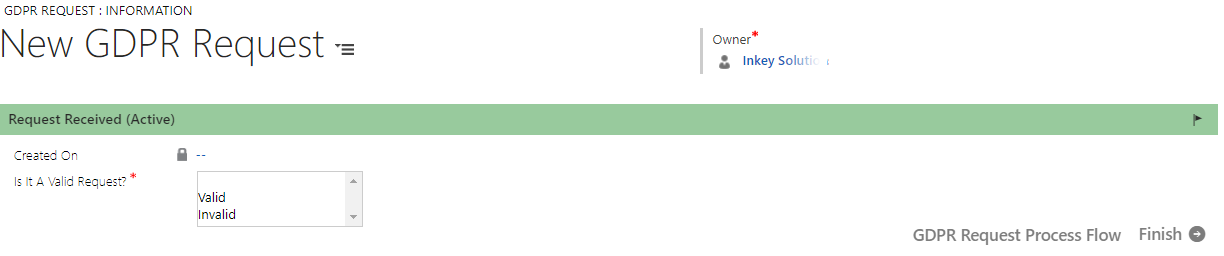 GDPR REQUEST : INFORMATION
New GDPR Request
Owner*
Inkey
Request Received (Active)
Created On --
Is It A Valid Request?*
Valid
Invalid
GDPR Request Process Flow Finish